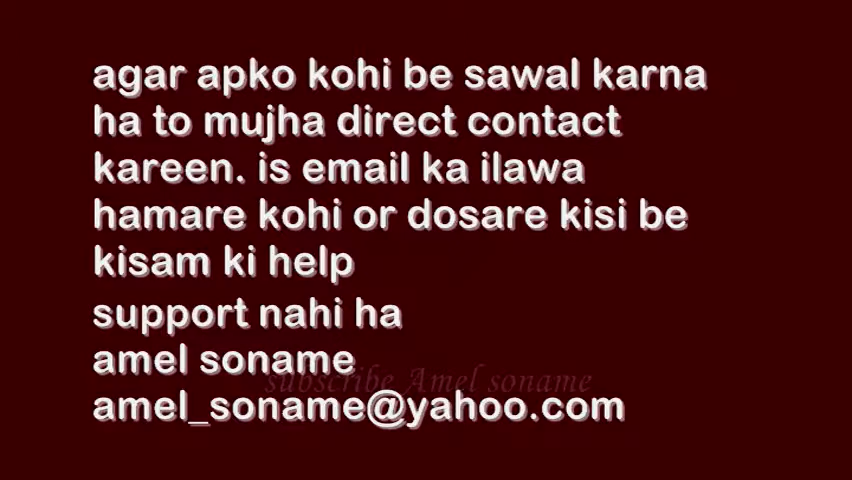 agar apko kohi be sawal karna
ha to mujha direct contact
kareen. is email ka ilawa
hamare kohi or dosare kisi be
kisam ki help
support nahi ha
amel soname
subscribe Amel soname
amel_soname@yahoo.com